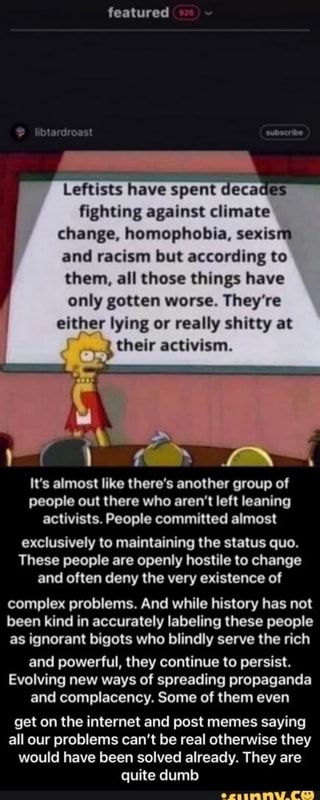 featured 926
libtardroast
subscribe
Leftists have spent decades
fighting against climate
change, homophobia, sexism
and racism but according to
them, all those things have
only gotten worse. They're
either lying or really shitty at
their activism.
It's almost like there's another group of
people out there who aren't left leaning
activists. People committed almost
exclusively to maintaining the status quo.
These people are openly hostile to change
and often deny the very existence of
complex problems. And while history has not
been kind in accurately labeling these people
as ignorant bigots who blindly serve the rich
and powerful, they continue to persist.
Evolving new ways of spreading propaganda
and complacency. Some of them even
get on the internet and post memes saying
all our problems can't be real otherwise they
would have been solved already. They are
quite dumb
ifunny.co